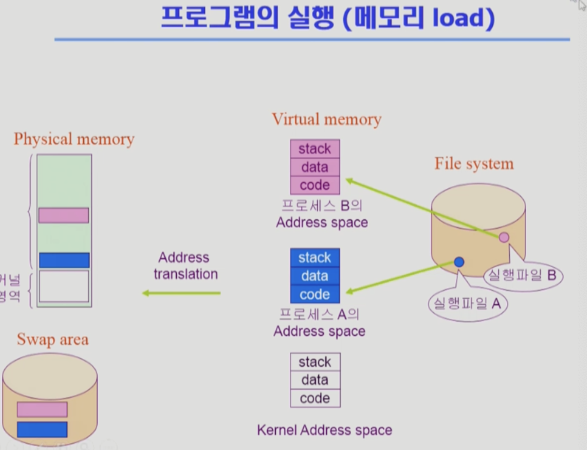 프로그램의 실행 (메모리 load)
Virtual memory
Physical memory
File system
stack
data
code
프로세스 B의
Address space
Address
translation
stack
data
code
프로세스 A의
Address space
실행파일 B
실행파일 A
커널
영역
Swap area
stack
data
code
Kernel Address space